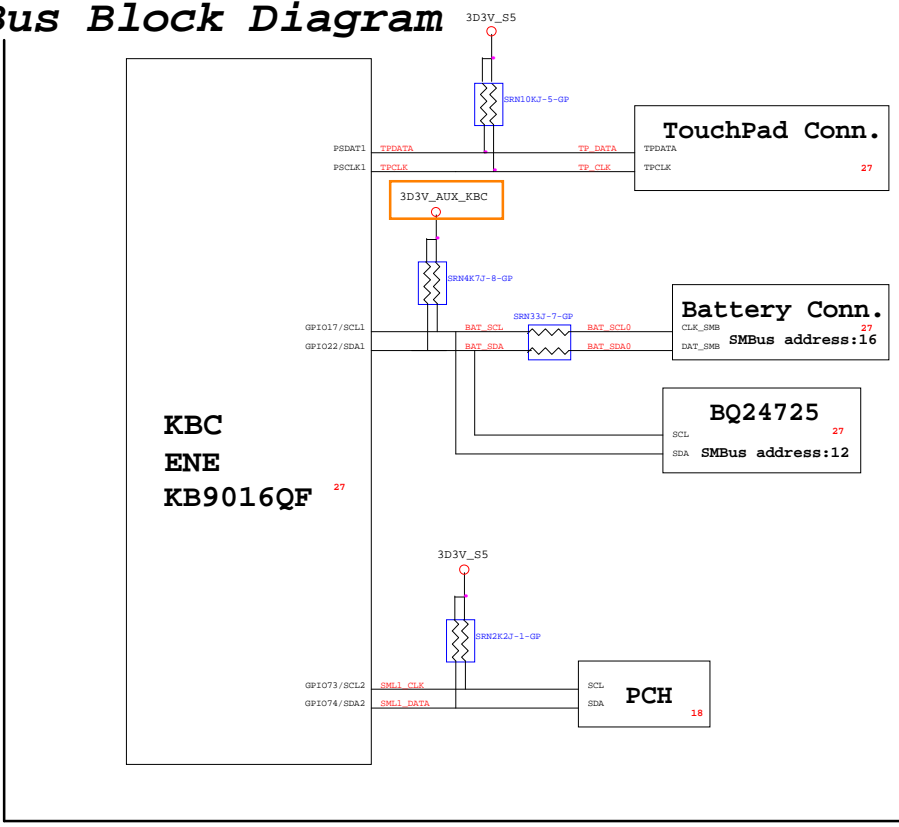 Bus Block Diagram
3D3V_S5
SRN10KJ-5-GP
TouchPad Conn.
PSDAT1 TPDATA TP_DATA TPDATA
PSCLK1 TPCLK TP_CLK TPCLK
27
3D3V_AUX_KBC
SRN4K7J-8-GP
Battery Conn.
SRN33J-7-GP
GPIO17/SCL1 BAT_SCL BAT_SCL0 CLK_SMB
27
GPIO22/SDA1 BAT_SDA BAT_SDA0 DAT_SMB SMBus address:16
BQ24725
SCL
27
SDA SMBus address:12
KBC
ENE
KB9016QF
27
3D3V_S5
SRN2K2J-1-GP
GPIO73/SCL2 SML1_CLK SCL
GPIO74/SDA2 SML1_DATA SDA
PCH
18